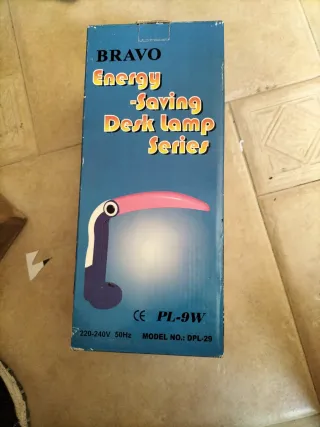 BRAVO
Energy
-Saving
Desk Lamp
Series
CE PL-9W
220-240V 50Hz MODEL NO.: DPL-29